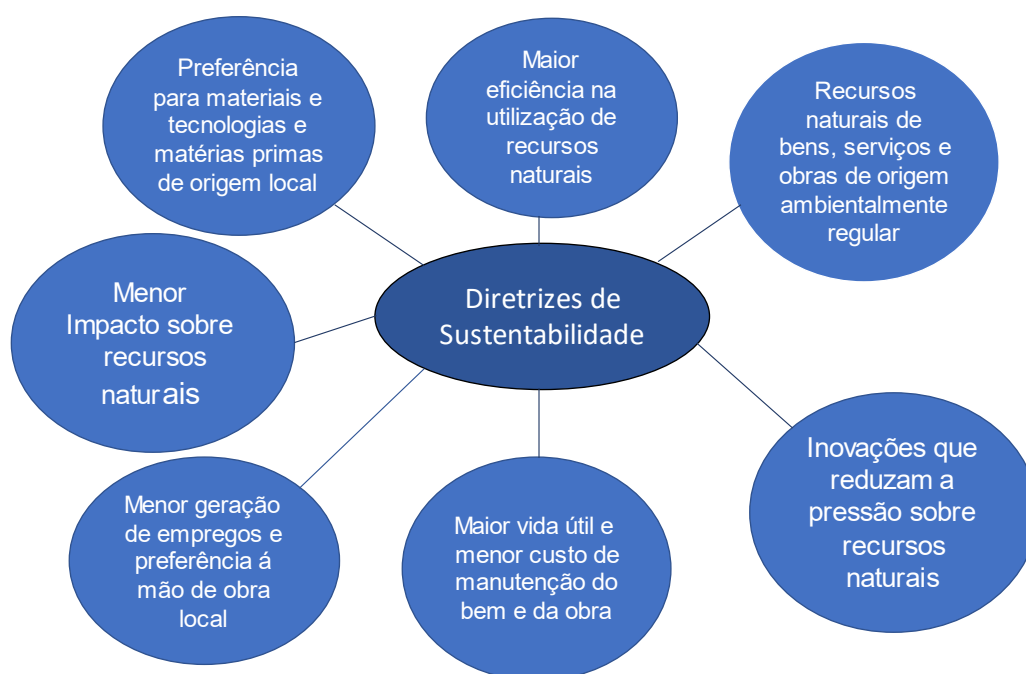 Preferência
para materiais e
tecnologias e
matérias primas
de origem local
Maior
eficiência na
utilização de
recursos
naturais
Recursos
naturais de
bens, serviços e
obras de origem
ambientalmente
regular
Menor
Impacto sobre
recursos
naturais
Diretrizes de
Sustentabilidade
Menor geração
de empregos e
preferência á
mão de obra
local
Maior vida útil e
menor custo de
manutenção do
bem e da obra
Inovações que
reduzam a
pressão sobre
recursos
naturais